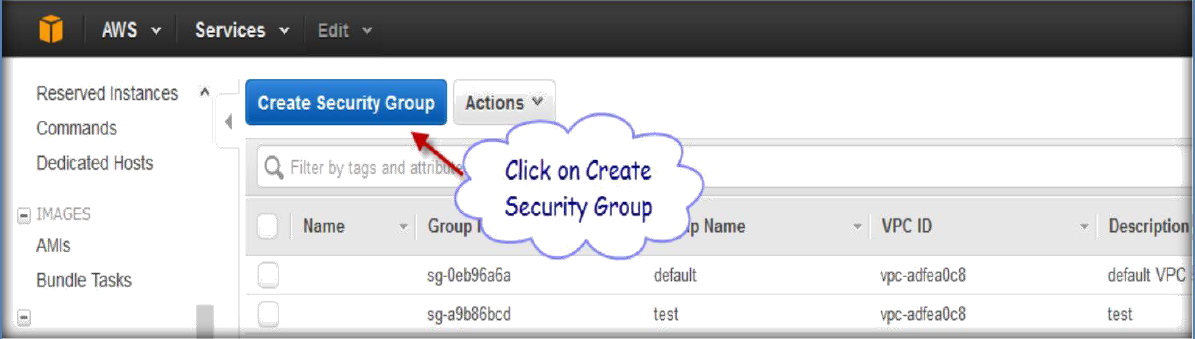 AWS Services Edit
Reserved Instances
Commands
Dedicated Hosts
IMAGES
AMIs
Bundle Tasks
Create Security Group Actions
Filter by tags and
Click on Create
Security Group
Name Group Name VPC ID Description
sg-0eb96a6a default vpc-adfea0c8 default VPC
sg-a9b86bcd test vpc-adfea0c8 test